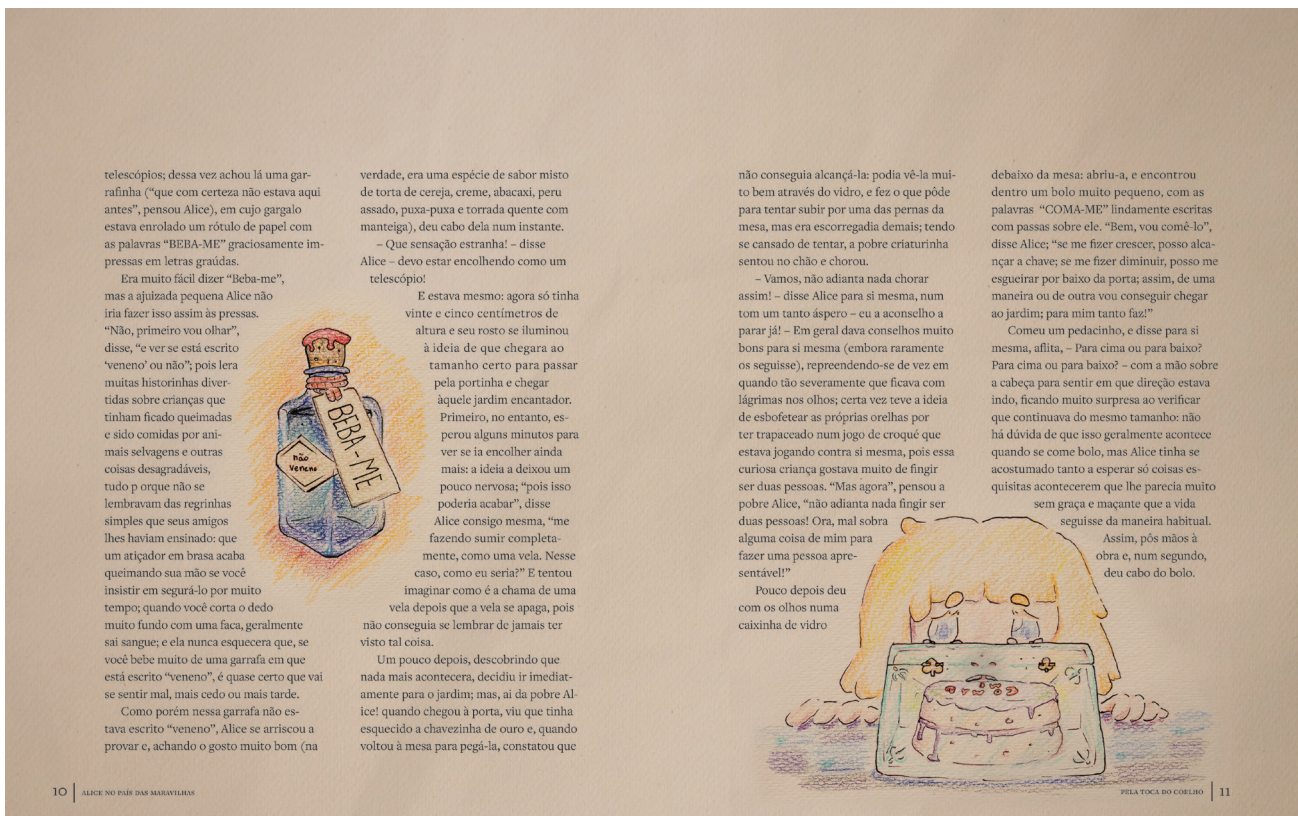 telescópios; dessa vez achou lá uma gar-
rafinha (“que com certeza não estava aqui
antes”, pensou Alice), em cujo gargalo
estava enrolado um rótulo de papel com
as palavras “BEBA-ME” graciosamente im-
pressas em letras graúdas.
Era muito fácil dizer “Beba-me”,
mas a ajuizada pequena Alice não
iria fazer isso assim às pressas.
“Não, primeiro vou olhar”,
disse, “e ver se está escrito
‘veneno’ ou não”; pois lera
muitas historinhas diver-
tidas sobre crianças que
tinham ficado queimadas
e sido comidas por ani-
mais selvagens e outras
coisas desagradáveis,
tudo p orque não se
lembravam das regrinhas
simples que seus amigos
lhes haviam ensinado: que
um atiçador em brasa acaba
queimando sua mão se você
insistir em segurá-lo por muito
tempo; quando você corta o dedo
muito fundo com uma faca, geralmente
sai sangue; e ela nunca esquecera que, se
você bebe muito de uma garrafa em que
está escrito “veneno”, é quase certo que vai
se sentir mal, mais cedo ou mais tarde.
Como porém nessa garrafa não es-
tava escrito “veneno”, Alice se arriscou a
provar e, achando o gosto muito bom (na
BEBA-ME
não
veneno
verdade, era uma espécie de sabor misto
de torta de cereja, creme, abacaxi, peru
assado, puxa-puxa e torrada quente com
manteiga), deu cabo dela num instante.
– Que sensação estranha! – disse
Alice – devo estar encolhendo como um
telescópio!
E estava mesmo: agora só tinha
vinte e cinco centímetros de
altura e seu rosto se iluminou
à ideia de que chegara ao
tamanho certo para passar
pela portinha e chegar
àquele jardim encantador.
Primeiro, no entanto, es-
perou alguns minutos para
ver se ia encolher ainda
mais: a ideia a deixou um
pouco nervosa; “pois isso
poderia acabar”, disse
Alice consigo mesma, “me
fazendo sumir completa-
mente, como uma vela. Nesse
caso, como eu seria?” E tentou
imaginar como é a chama de uma
vela depois que a vela se apaga, pois
não conseguia se lembrar de jamais ter
visto tal coisa.
Um pouco depois, descobrindo que
nada mais acontecera, decidiu ir imediat-
amente para o jardim; mas, ai da pobre Al-
ice! quando chegou à porta, viu que tinha
esquecido a chavezinha de ouro e, quando
voltou à mesa para pegá-la, constatou que
10 ALICE NO PAÍS DAS MARAVILHAS
não conseguia alcançá-la: podia vê-la mui-
to bem através do vidro, e fez o que pôde
para tentar subir por uma das pernas da
mesa, mas era escorregadia demais; tendo
se cansado de tentar, a pobre criaturinha
sentou no chão e chorou.
– Vamos, não adianta nada chorar
assim! – disse Alice para si mesma, num
tom um tanto áspero – eu a aconselho a
parar já! – Em geral dava conselhos muito
bons para si mesma (embora raramente
os seguisse), repreendendo-se de vez em
quando tão severamente que ficava com
lágrimas nos olhos; certa vez teve a ideia
de esbofetear as próprias orelhas por
ter trapaceado num jogo de croqué que
estava jogando contra si mesma, pois essa
curiosa criança gostava muito de fingir
ser duas pessoas. “Mas agora”, pensou a
pobre Alice, “não adianta nada fingir ser
duas pessoas! Ora, mal sobra
alguma coisa de mim para
fazer uma pessoa apre-
sentável!”
Pouco depois deu
com os olhos numa
caixinha de vidro
debaixo da mesa: abriu-a, e encontrou
dentro um bolo muito pequeno, com as
palavras “COMA-ME” lindamente escritas
com passas sobre ele. “Bem, vou comê-lo”,
disse Alice; “se me fizer crescer, posso alca-
nçar a chave; se me fizer diminuir, posso me
esgueirar por baixo da porta; assim, de uma
maneira ou de outra vou conseguir chegar
ao jardim; para mim tanto faz!”
Comeu um pedacinho, e disse para si
mesma, aflita, – Para cima ou para baixo?
Para cima ou para baixo? – com a mão sobre
a cabeça para sentir em que direção estava
indo, ficando muito surpresa ao verificar
que continuava do mesmo tamanho: não
há dúvida de que isso geralmente acontece
quando se come bolo, mas Alice tinha se
acostumado tanto a esperar só coisas es-
quisitas acontecerem que lhe parecia muito
sem graça e maçante que a vida
seguisse da maneira habitual.
Assim, pôs mãos à
obra e, num segundo,
deu cabo do bolo.
PELA TOCA DO COELHO 11